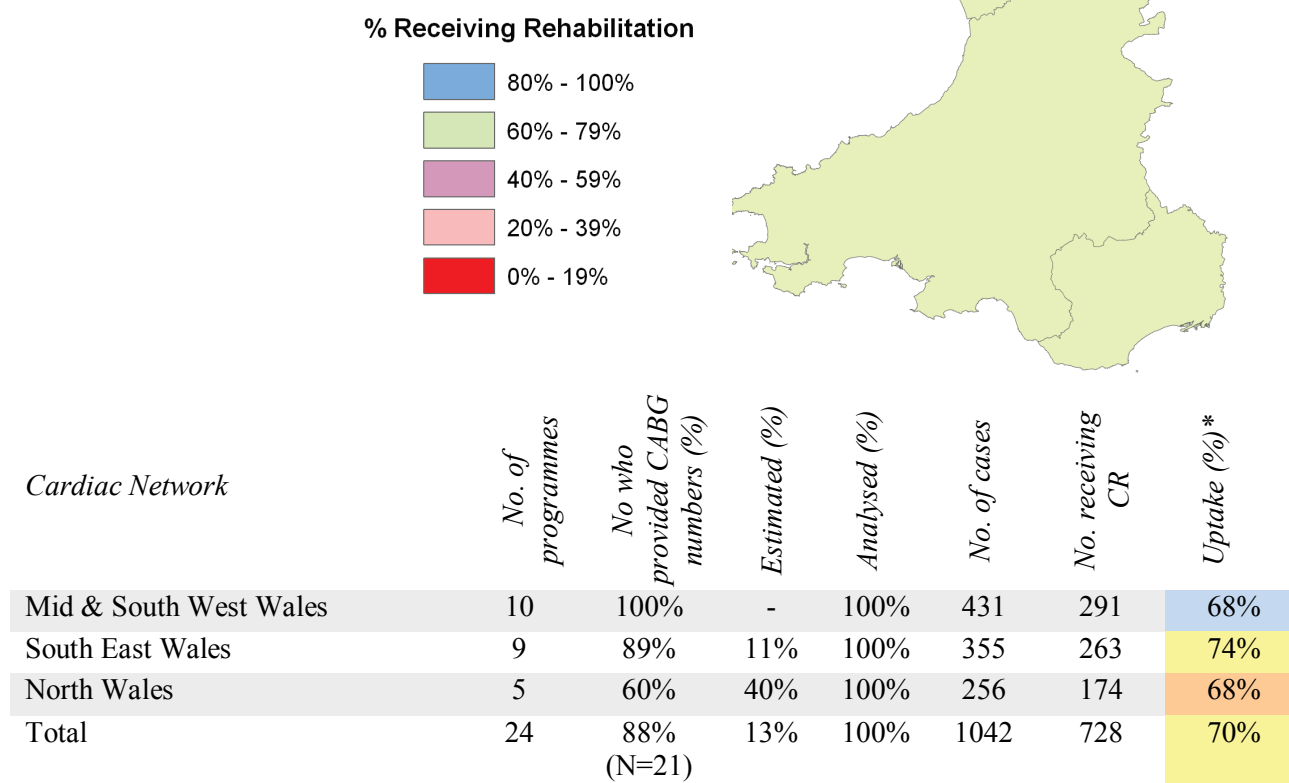 % Receiving Rehabilitation
80% - 100%
60% - 79%
40% - 59%
20% - 39%
0% - 19%
Cardiac Network
No. of
programmes
No who
provided CABG
numbers (%)
Estimated (%)
Analysed (%)
No. of cases
No. receiving
CR
Uptake (%)*
Mid & South West Wales 10 100% - 100% 431 291 68%
South East Wales 9 89% 11% 100% 355 263 74%
North Wales 5 60% 40% 100% 256 174 68%
Total 24 88% 13% 100% 1042 728 70%
(N=21)